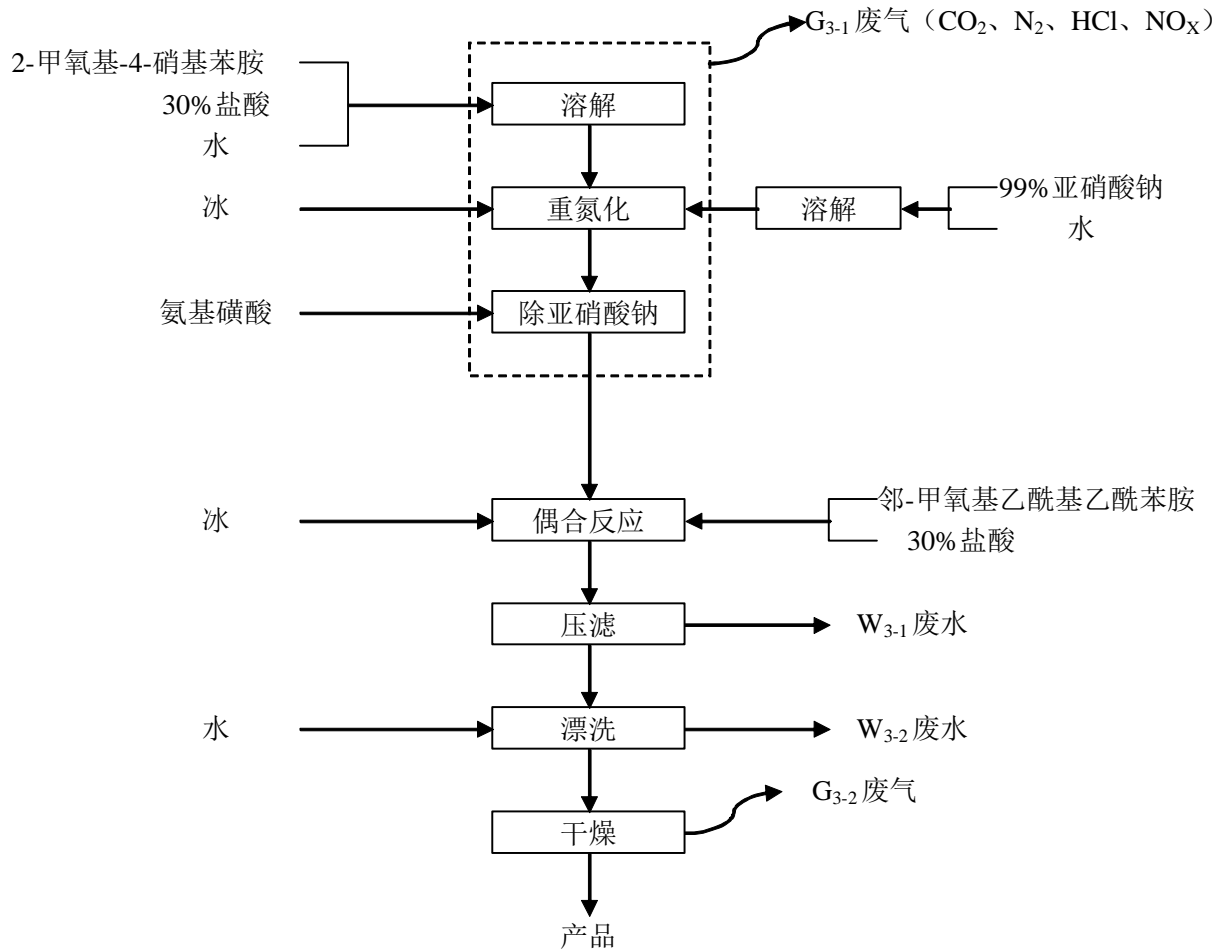 G3-1废气（CO2、N2、HCl、NOX）
2-甲氧基-4-硝基苯胺
30%盐酸
水
溶解
冰
重氮化
溶解
99%亚硝酸钠
水
氨基磺酸
除亚硝酸钠
冰
偶合反应
邻-甲氧基乙酰基乙酰苯胺
30%盐酸
压滤
W3-1废水
水
漂洗
W3-2废水
G3-2废气
干燥
产品